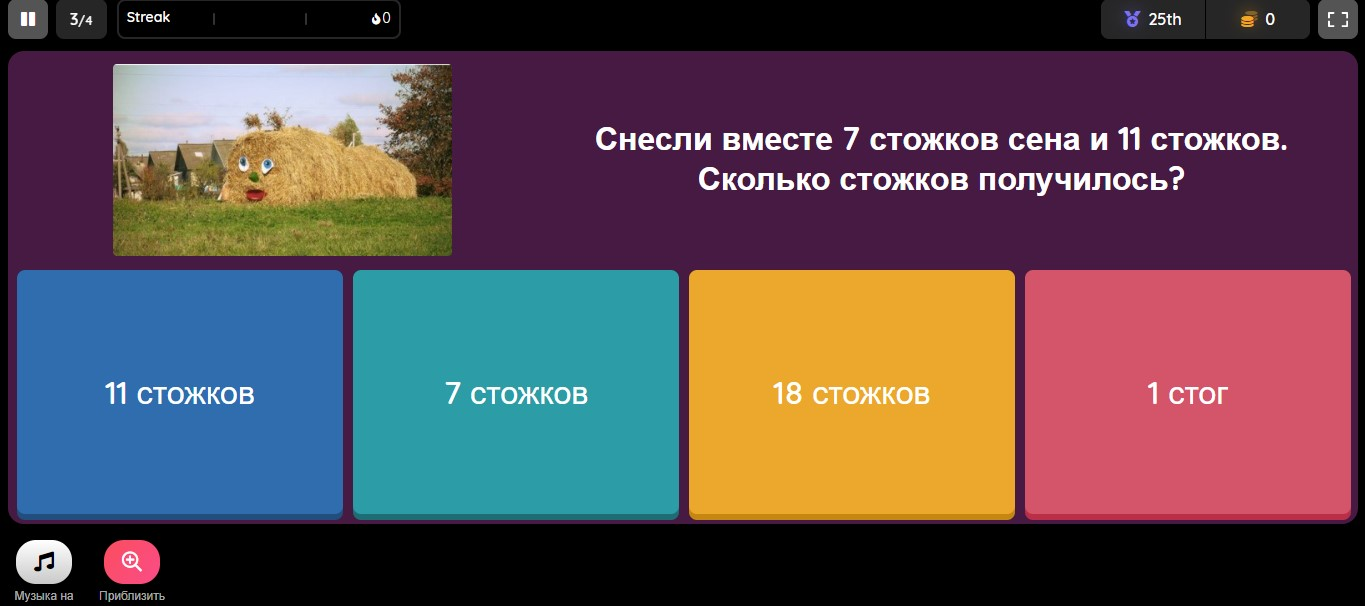 3/4
Streak
0
25th
0
Снесли вместе 7 стожков сена и 11 стожков.
Сколько стожков получилось?
11 стожков
7 стожков
18 стожков
1 стог
Музыка на
Приблизить